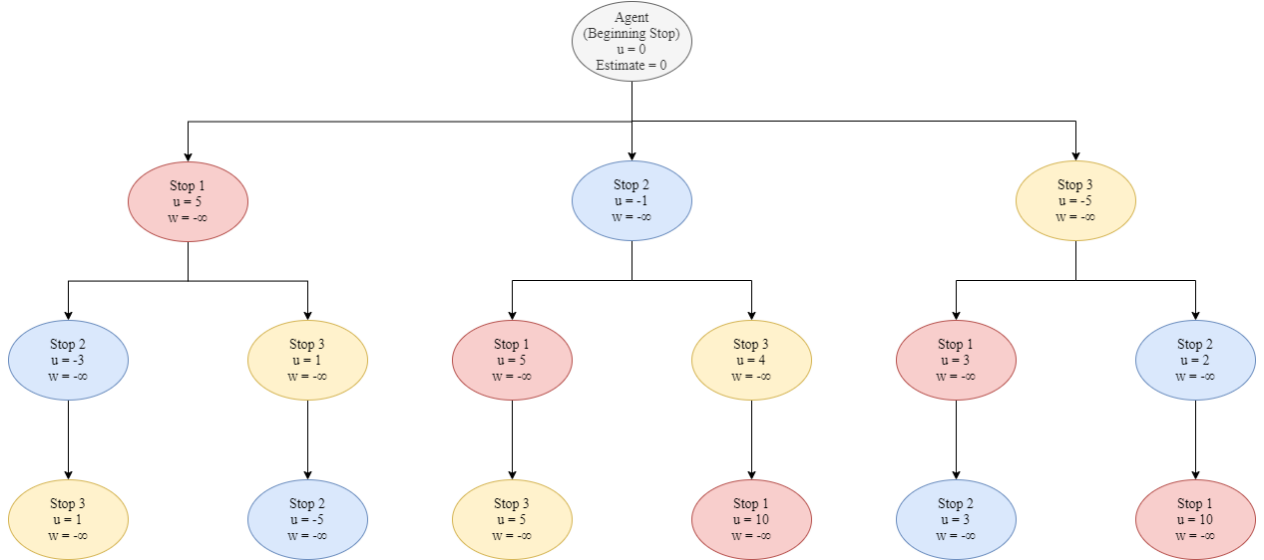 Agent
(Beginning Stop)
u = 0
Estimate = 0
Stop 1
u = 5
w = -∞
Stop 2
u = -1
w = -∞
Stop 3
u = -5
w = -∞
Stop 2
u = -3
w = -∞
Stop 3
u = 1
w = -∞
Stop 1
u = 5
w = -∞
Stop 3
u = 4
w = -∞
Stop 1
u = 3
w = -∞
Stop 2
u = 2
w = -∞
Stop 3
u = 1
w = -∞
Stop 2
u = -5
w = -∞
Stop 3
u = 5
w = -∞
Stop 1
u = 10
w = -∞
Stop 2
u = 3
w = -∞
Stop 1
u = 10
w = -∞